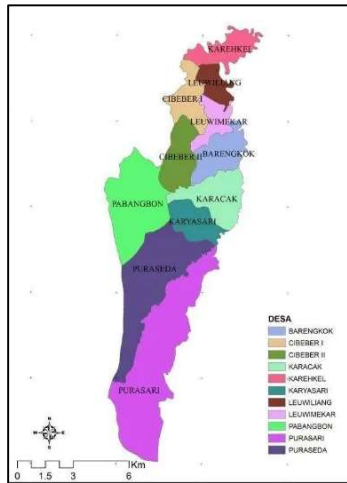 KAREHKEL
LEUWILIANG
CIBEBER I
LEUWIMEKAR
CIBEBER II
BARENGKOK
PABANGBON
KARACAK
KARYASARI
PURASEDA
PURASARI
DESA
BARENGKOK
CIBEBER I
CIBEBER II
KARACAK
KAREHKEL
KARYASARI
LEUWILIANG
LEUWIMEKAR
PABANGBON
PURASARI
PURASEDA
Km
0 1.5 3 6